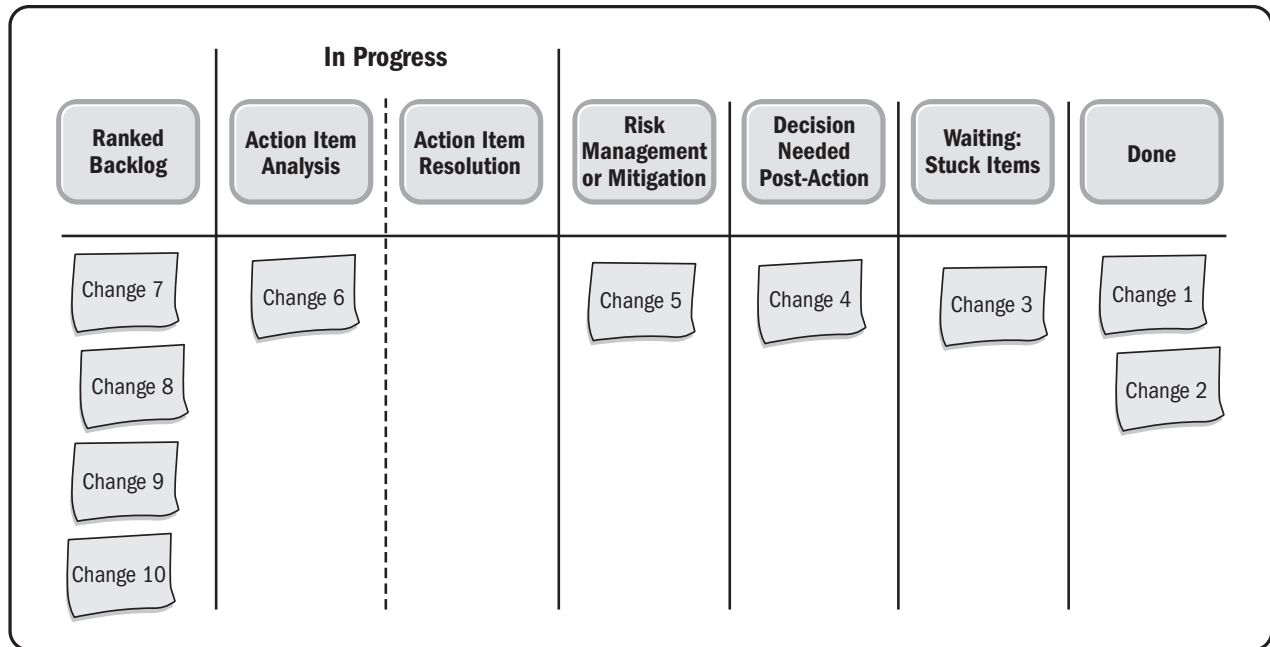 In Progress
Ranked
Backlog
Action Item
Analysis
Action Item
Resolution
Risk
Management
or Mitigation
Decision
Needed
Post-Action
Waiting:
Stuck Items
Done
Change 7
Change 8
Change 9
Change 10
Change 6
Change 5
Change 4
Change 3
Change 1
Change 2